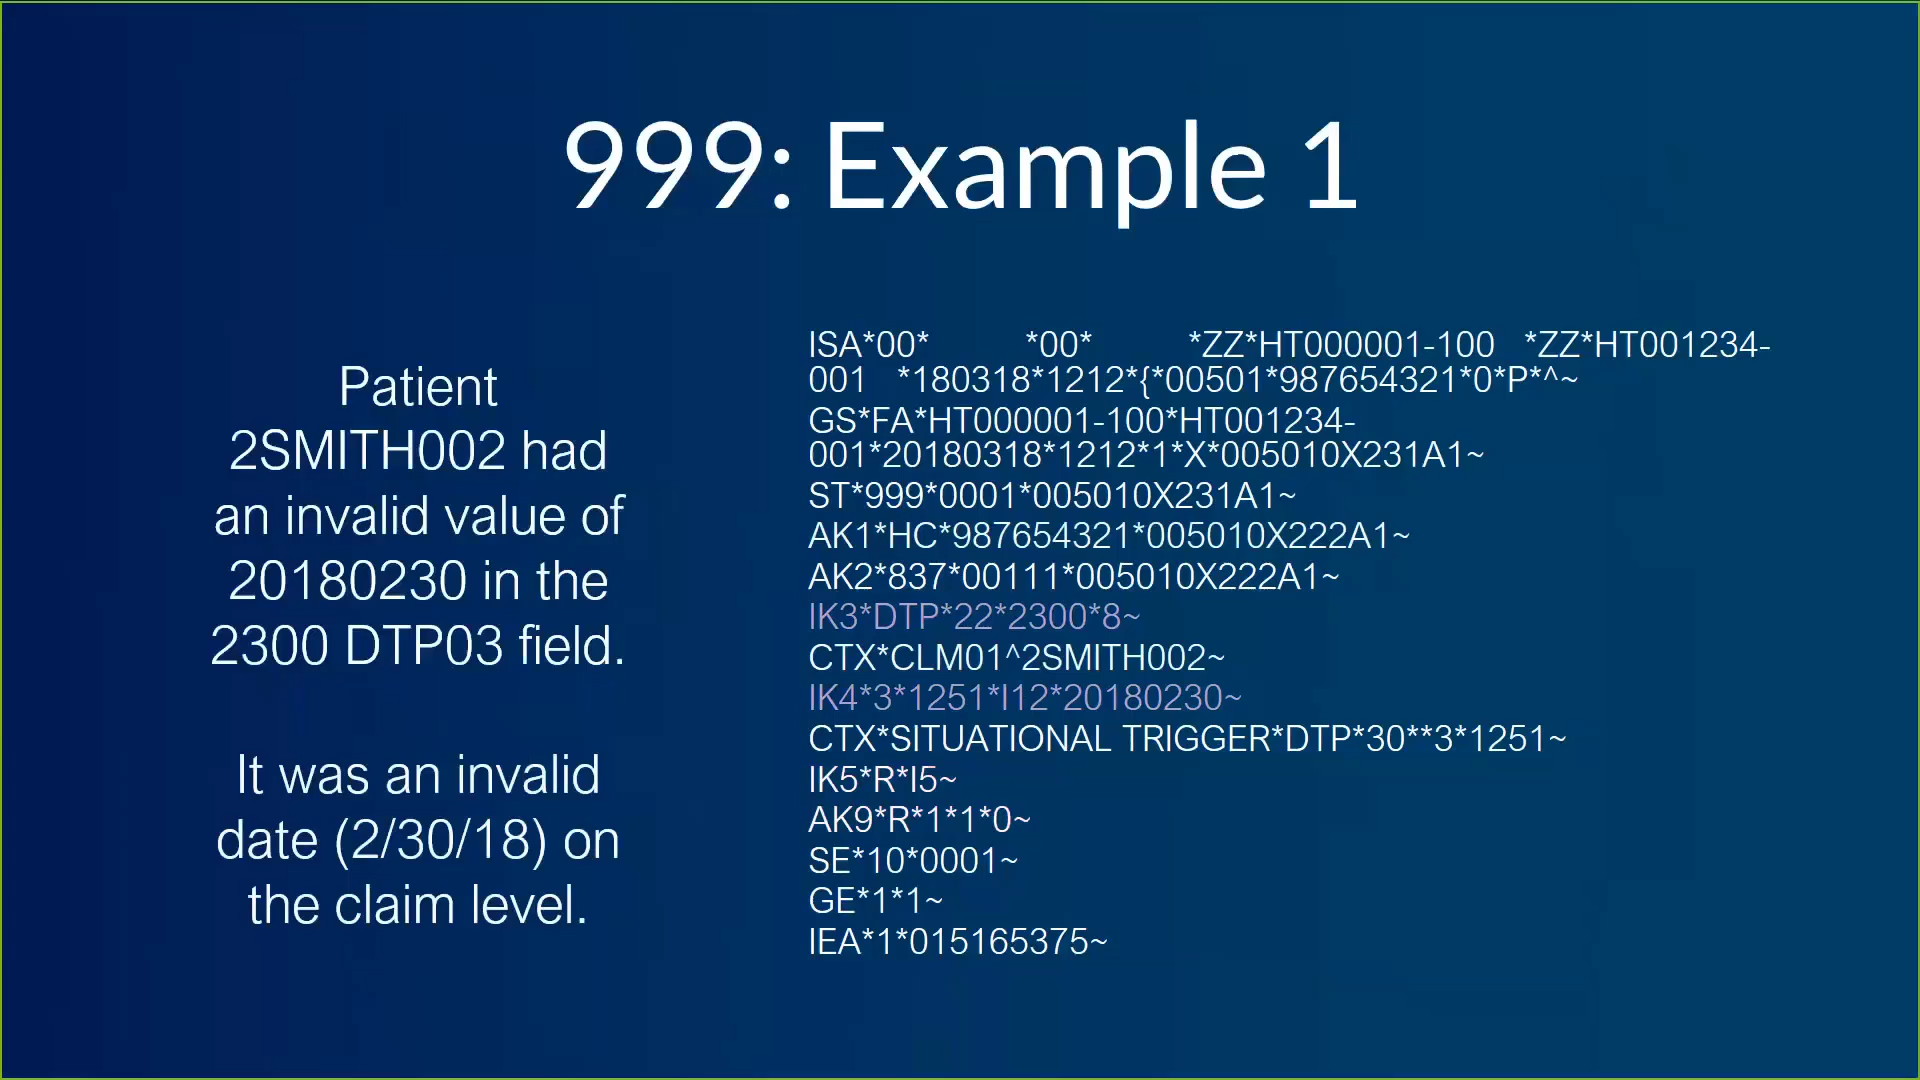 999: Example 1
Patient
2SMITH002 had
an invalid value of
20180230 in the
2300 DTP03 field.
It was an invalid
date (2/30/18) on
the claim level.
ISA*00*          *00*          *ZZ*HT000001-100   *ZZ*HT001234-
001   *180318*1212*{*00501*987654321*0*P*^~
GS*FA*HT000001-100*HT001234-
001*20180318*1212*1*X*005010X231A1~
ST*999*0001*005010X231A1~
AK1*HC*987654321*005010X222A1~
AK2*837*00111*005010X222A1~
IK3*DTP*22*2300*8~
CTX*CLM01^2SMITH002~
IK4*3*1251*I12*20180230~
CTX*SITUATIONAL TRIGGER*DTP*30**3*1251~
IK5*R*I5~
AK9*R*1*1*0~
SE*10*0001~
GE*1*1~
IEA*1*015165375~